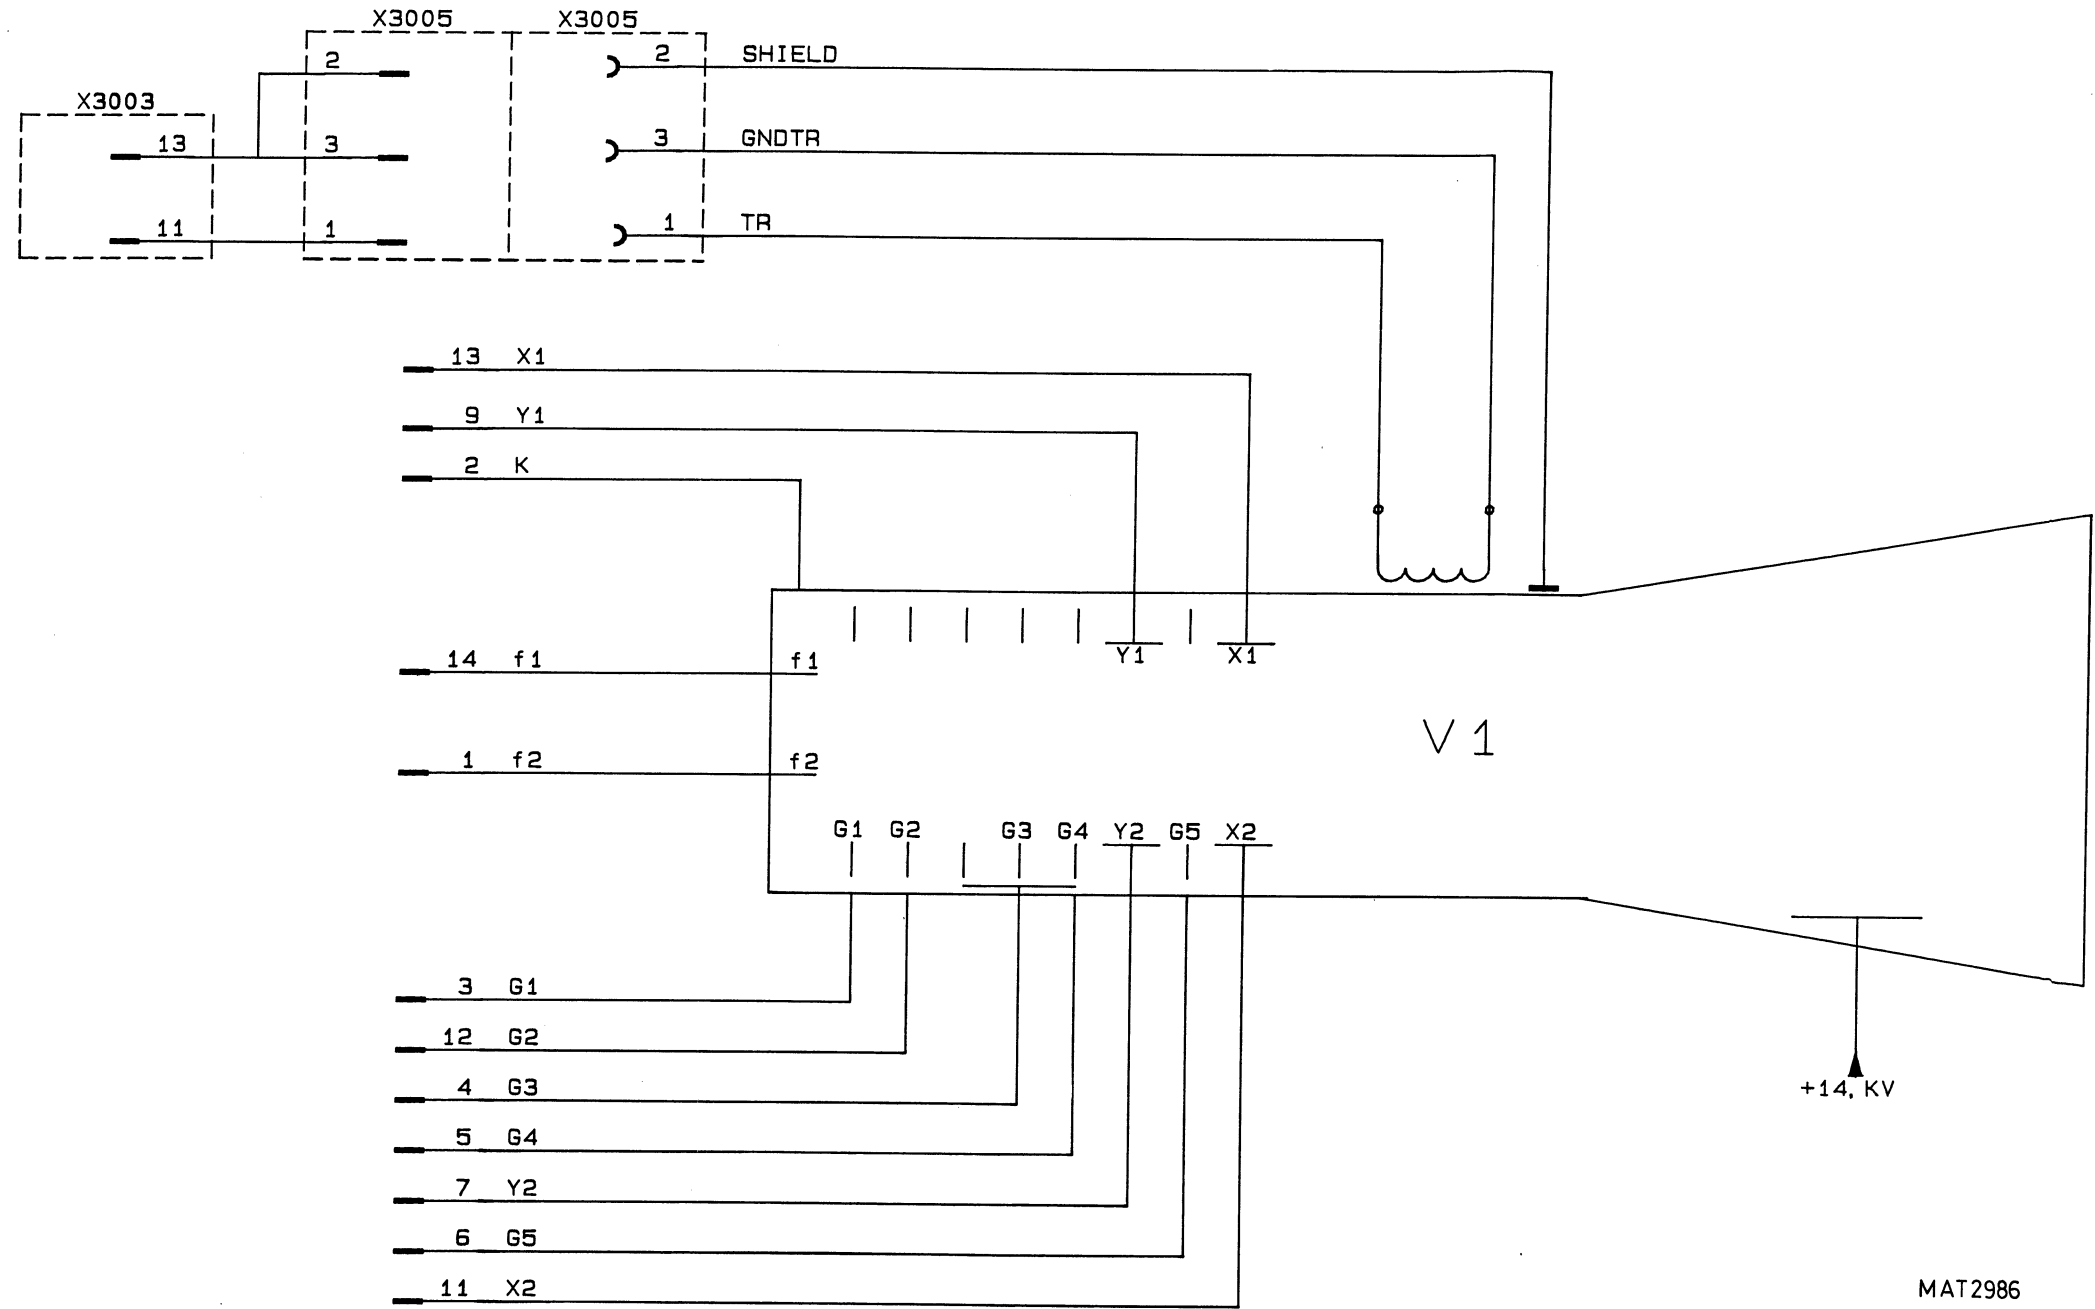 X3005 X3005
2 2 SHIELD
X3003
13 3 3 GNDTR
11 1 1 TR
13 X1
9 Y1
2 K
14 f1 f1 Y1 X1
V1
1 f2 f2
G1 G2 G3 G4 Y2 G5 X2
3 G1
12 G2
4 G3
+14, KV
5 G4
7 Y2
6 G5
11 X2
MAT2986